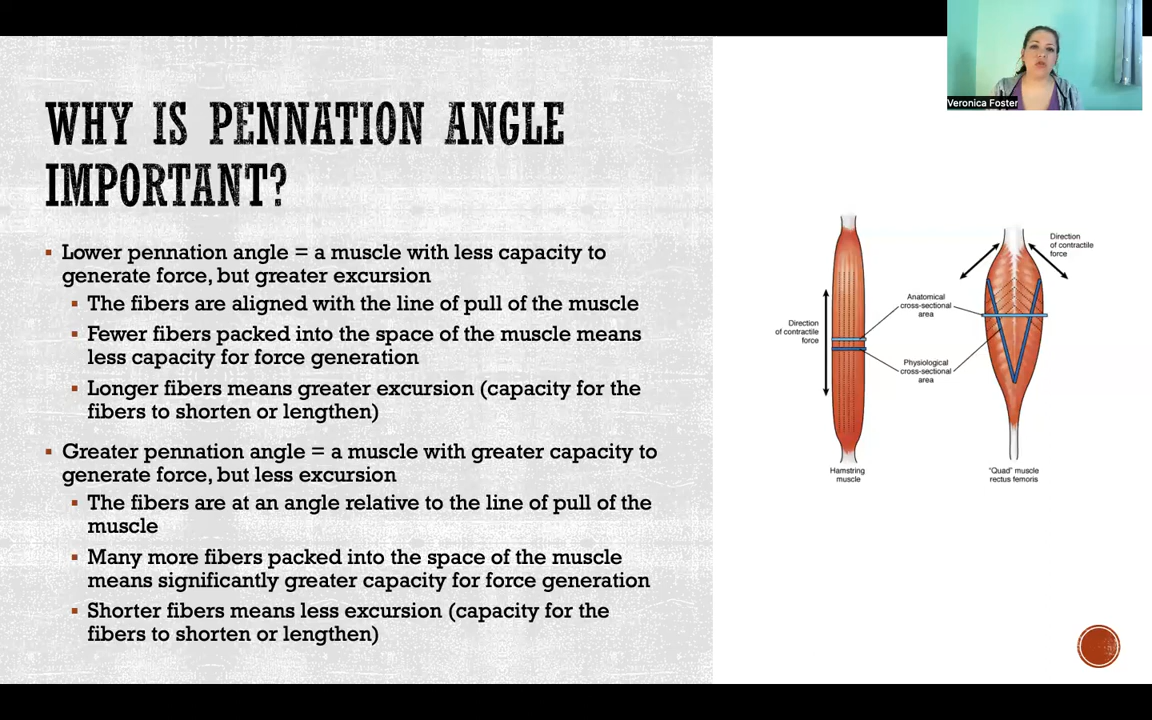 Veronica Foster
WHY IS PENNATION ANGLE
IMPORTANT?
▪ Lower pennation angle = a muscle with less capacity to
generate force, but greater excursion
▪ The fibers are aligned with the line of pull of the muscle
▪ Fewer fibers packed into the space of the muscle means
less capacity for force generation
▪ Longer fibers means greater excursion (capacity for the
fibers to shorten or lengthen)
▪ Greater pennation angle = a muscle with greater capacity to
generate force, but less excursion
▪ The fibers are at an angle relative to the line of pull of the
muscle
▪ Many more fibers packed into the space of the muscle
means significantly greater capacity for force generation
▪ Shorter fibers means less excursion (capacity for the
fibers to shorten or lengthen)
Direction
of contractile
force
Anatomical
cross-sectional
area
Physiological
cross-sectional
area
Direction
of contractile
force
Hamstring
muscle
"Quad" muscle
rectus femoris